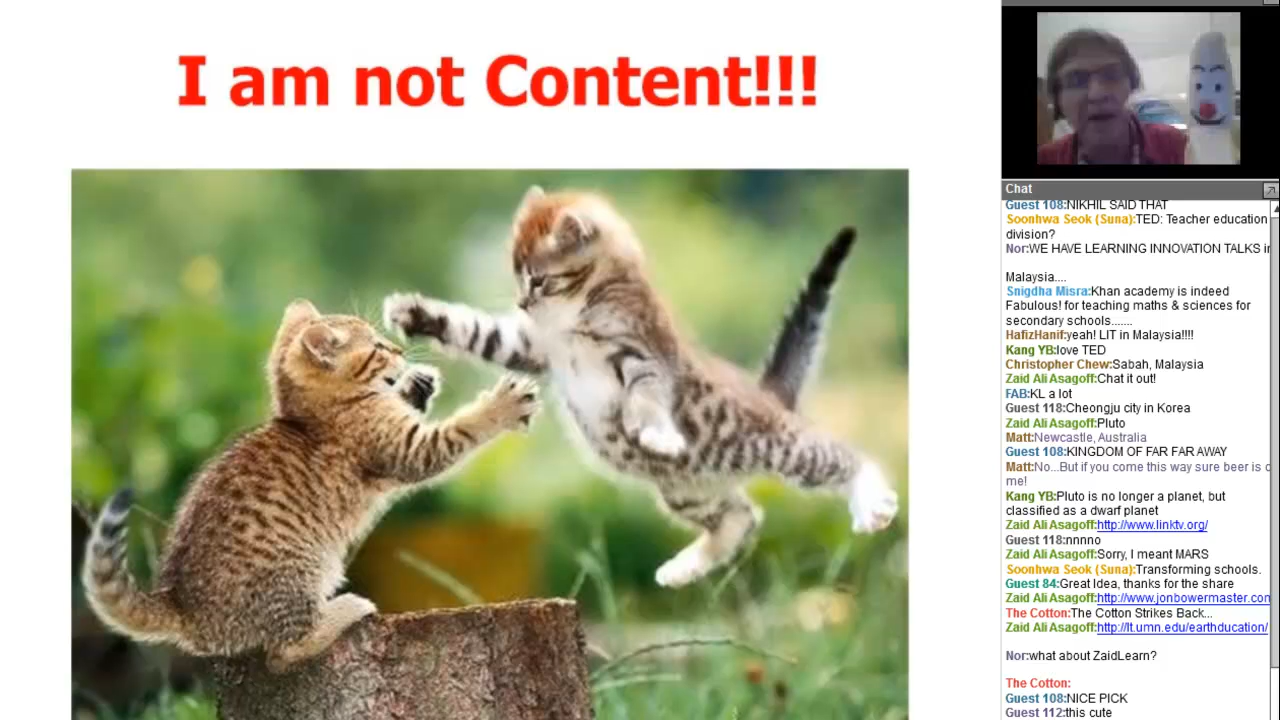 I am not Content!!!
Chat
Guest 108:NIKHIL SAID THAT
Soonhwa Seok (Suna):TED: Teacher education
division?
Nor:WE HAVE LEARNING INNOVATION TALKS in
Malaysia....
Snigdha Misra:Khan academy is indeed
Fabulous! for teaching maths & sciences for
secondary schools.......
HafizHanif:yeah! LIT in Malaysia!!!!
Kang YB:love TED
Christopher Chew:Sabah, Malaysia
Zaid Ali Asagoff:Chat it out!
FAB:KL a lot
Guest 118:Cheongju city in Korea
Zaid Ali Asagoff:Pluto
Matt:Newcastle, Australia
Guest 108:KINGDOM OF FAR FAR AWAY
Matt:No...But if you come this way sure beer is
me!
Kang YB:Pluto is no longer a planet, but
classified as a dwarf planet
Zaid Ali Asagoff:http://www.linktv.org/
Guest 118:nnnno
Zaid Ali Asagoff:Sorry, I meant MARS
Soonhwa Seok (Suna):Transforming schools.
Guest 84:Great Idea, thanks for the share
Zaid Ali Asagoff:http://www.jonbowermaster.com
The Cotton:The Cotton Strikes Back...
Zaid Ali Asagoff:http://lt.umn.edu/earthducation/
Nor:what about ZaidLearn?
The Cotton:
Guest 108:NICE PICK
Guest 112:this cute